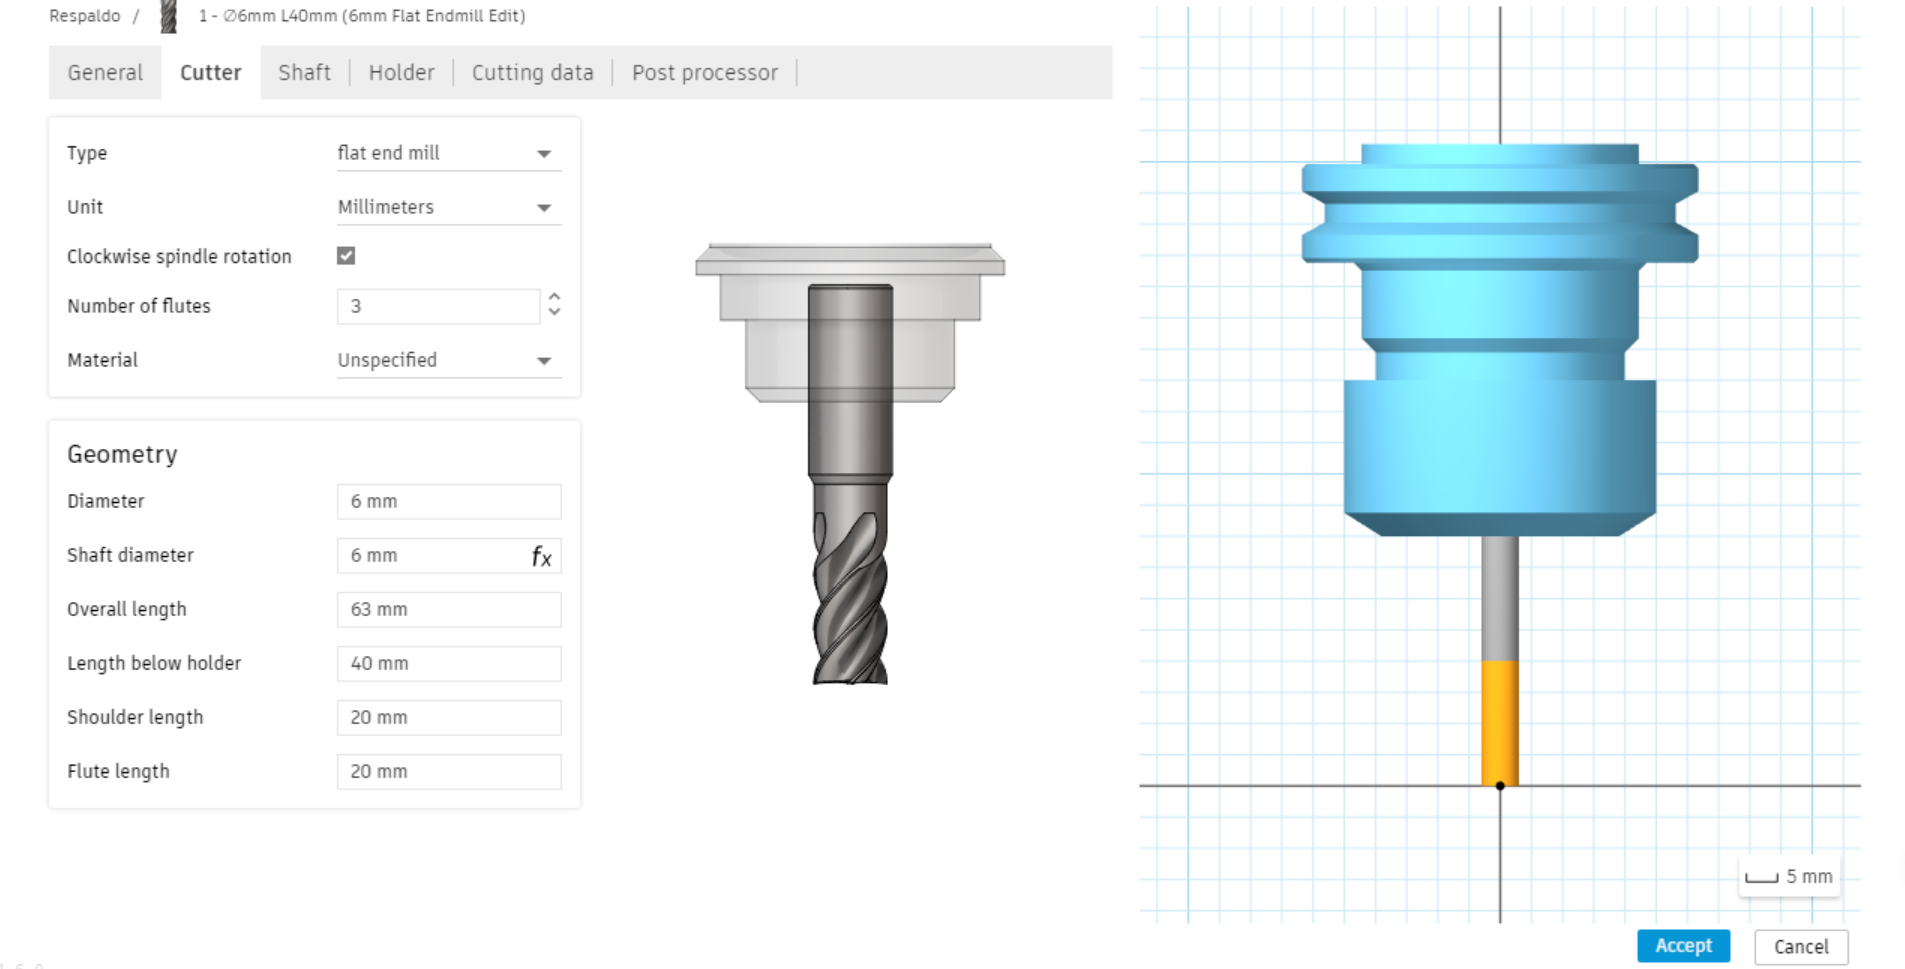 Respaldo / 1 - Ø6mm L40mm (6mm Flat Endmill Edit)
General Cutter Shaft Holder Cutting data Post processor
Type flat end mill
Unit Millimeters
Clockwise spindle rotation
Number of flutes 3
Material Unspecified
Geometry
Diameter 6 mm
Shaft diameter 6 mm fx
Overall length 63 mm
Length below holder 40 mm
Shoulder length 20 mm
Flute length 20 mm
5 mm
Accept Cancel